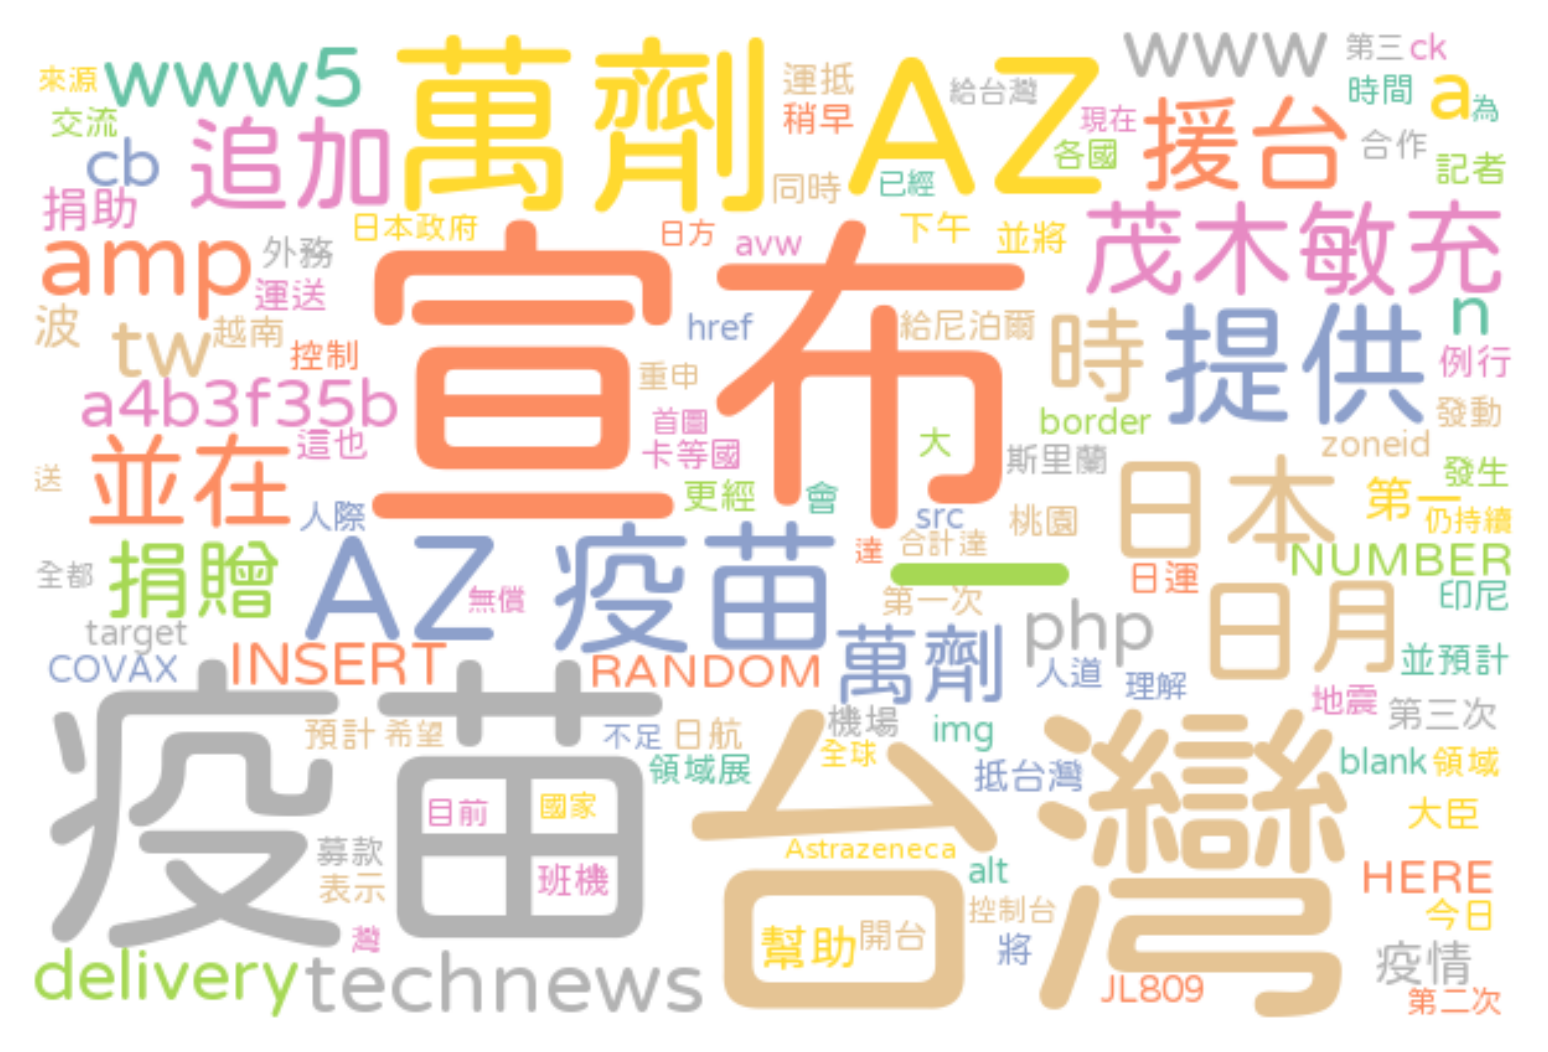 來源 www5 萬劑 AZ www 第三 ck
交流 運抵 給台灣 時間 a 為
cb 追加 稍早 現在 援台 合作
捐助 同時 已經 各國 記者
amp 外務 日本政府 日方 avw 下午 並將 茂木敏充
運送 宣布
波 tw 越南 控制 href 給尼泊爾 時 提供 n
a4b3f35b 重申 例行
並在 這也 首圖 卡等國 大 border 發動
送 斯里蘭 zoneid 發生
人際 更經 會 src 桃園 日本 第一 仍持續
全都 捐贈 AZ 疫苗 達 合計達 一 日運 NUMBER
無償 第一次 日月 印尼
target php
COVAX INSERT RANDOM 萬劑 人道 理解 並預計
疫苗 台灣 地震 第三次
預計 希望 不足 日航 機場 img
領域展 全球 抵台灣 blank 領域
目前 國家 大臣
募款 Astrazeneca
表示 班機 alt HERE
灣 幫助 開台 控制台 今日
delivery technews 將 疫情
JL809 第二次